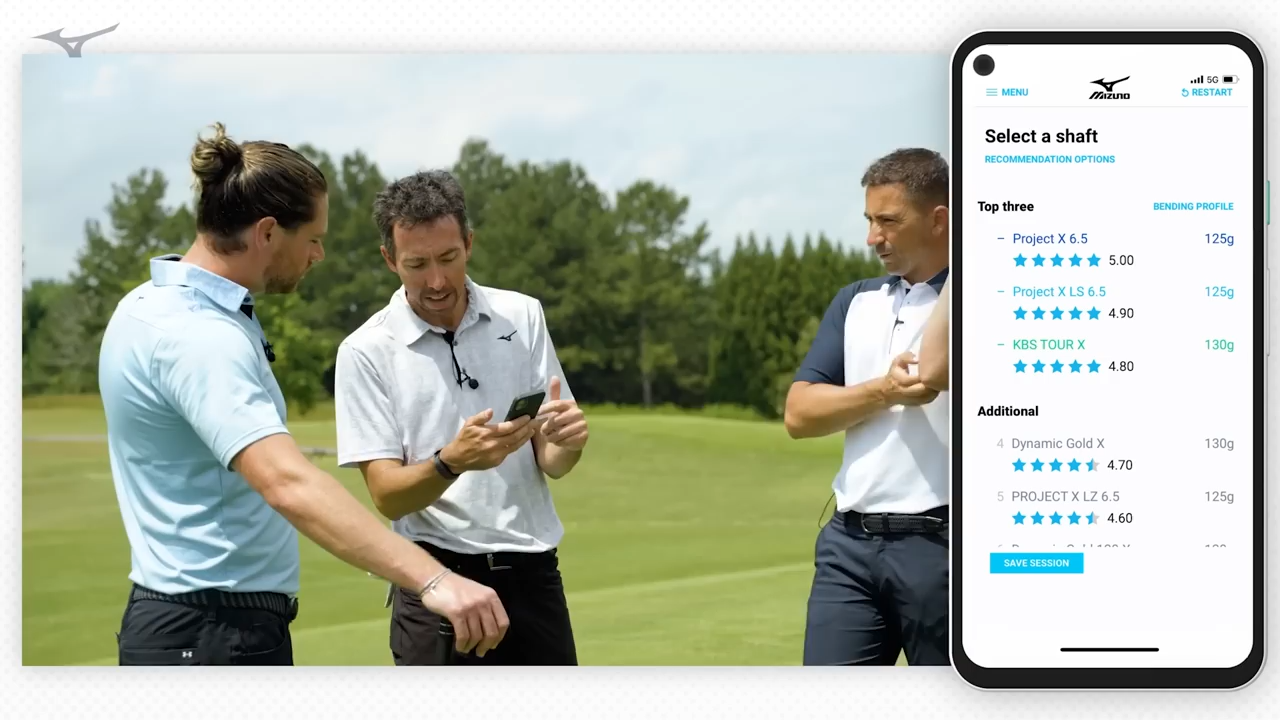 5G
MENU
MIZUNO
RESTART
Select a shaft
RECOMMENDATION OPTIONS
Top three
BENDING PROFILE
– Project X 6.5 125g
5.00
– Project X LS 6.5 125g
4.90
– KBS TOUR X 130g
4.80
Additional
4 Dynamic Gold X 130g
4.70
5 PROJECT X LZ 6.5 125g
4.60
SAVE SESSION